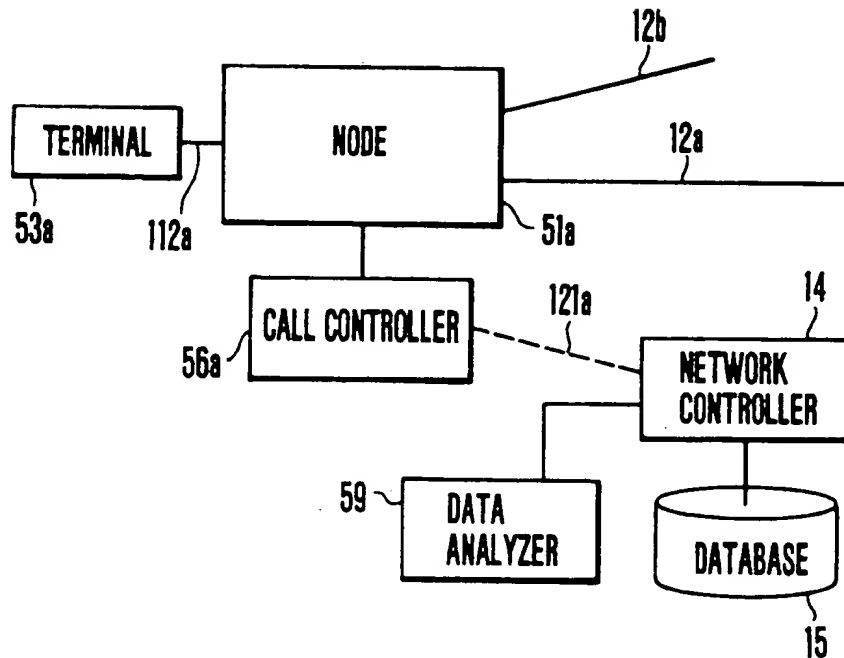 12b
TERMINAL
NODE
12a
53a
112a
51a
CALL CONTROLLER
121a
14
56a
NETWORK
CONTROLLER
59
DATA
ANALYZER
DATABASE
15